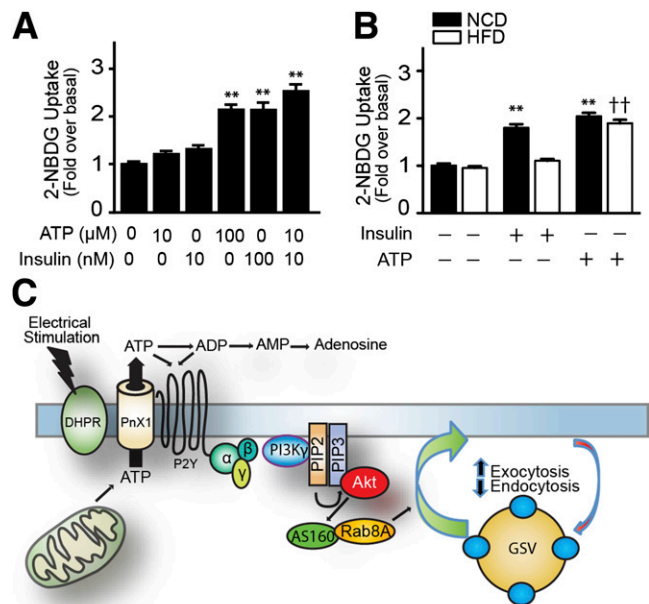 A
2-NBDG Uptake
(Fold over basal)
3
2
1
0
** ** **
ATP (µM) 0 10 0 100 0 10
Insulin (nM) 0 0 10 0 100 10
B
NCD
HFD
2-NBDG Uptake
(Fold over basal)
3
2
1
0
** ** ††
Insulin − − + + − −
ATP − − − − + +
C
Electrical
Stimulation
ATP ADP AMP Adenosine
DHPR
PnX1
P2Y
α
β
γ
PI3Kγ
PIP2
PIP3
Akt
ATP
AS160
Rab8A
Exocytosis
Endocytosis
GSV